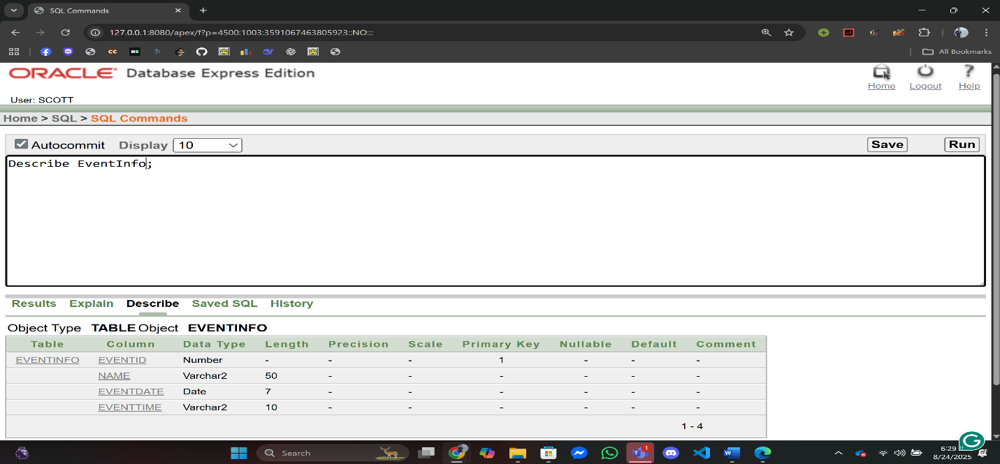 SQL Commands
127.0.0.1:8080/apex/f?p=4500:1003:3591067463805923::NO:::
CC
All Bookmarks
ORACLE® Database Express Edition
Home Logout Help
User: SCOTT
Home > SQL > SQL Commands
Autocommit Display 10 Save Run
Describe EventInfo;
Results Explain Describe Saved SQL History
Object Type TABLE Object EVENTINFO
Table Column Data Type Length Precision Scale Primary Key Nullable Default Comment
EVENTINFO EVENTID Number - - - 1 - - -
NAME Varchar2 50 - - - - - -
EVENTDATE Date 7 - - - - - -
EVENTTIME Varchar2 10 - - - - - -
1 - 4
Search
1
6:29
8/24/2025